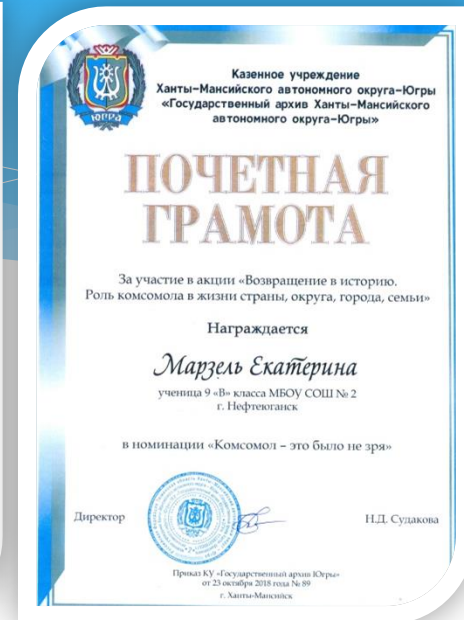 ЮГРА
Казенное учреждение
Ханты-Мансийского автономного округа-Югры
«Государственный архив Ханты-Мансийского
автономного округа-Югры»
ПОЧЕТНАЯ
ГРАМОТА
За участие в акции «Возвращение в историю.
Роль комсомола в жизни страны, округа, города, семьи»
Награждается
Марзель Екатерина
ученица 9 «В» класса МБОУ СОШ № 2
г. Нефтеюганск
в номинации «Комсомол – это было не зря»
Директор
Н.Д. Судакова
Приказ КУ «Государственный архив Югры»
от 23 октября 2018 года № 89
г. Ханты-Мансийск